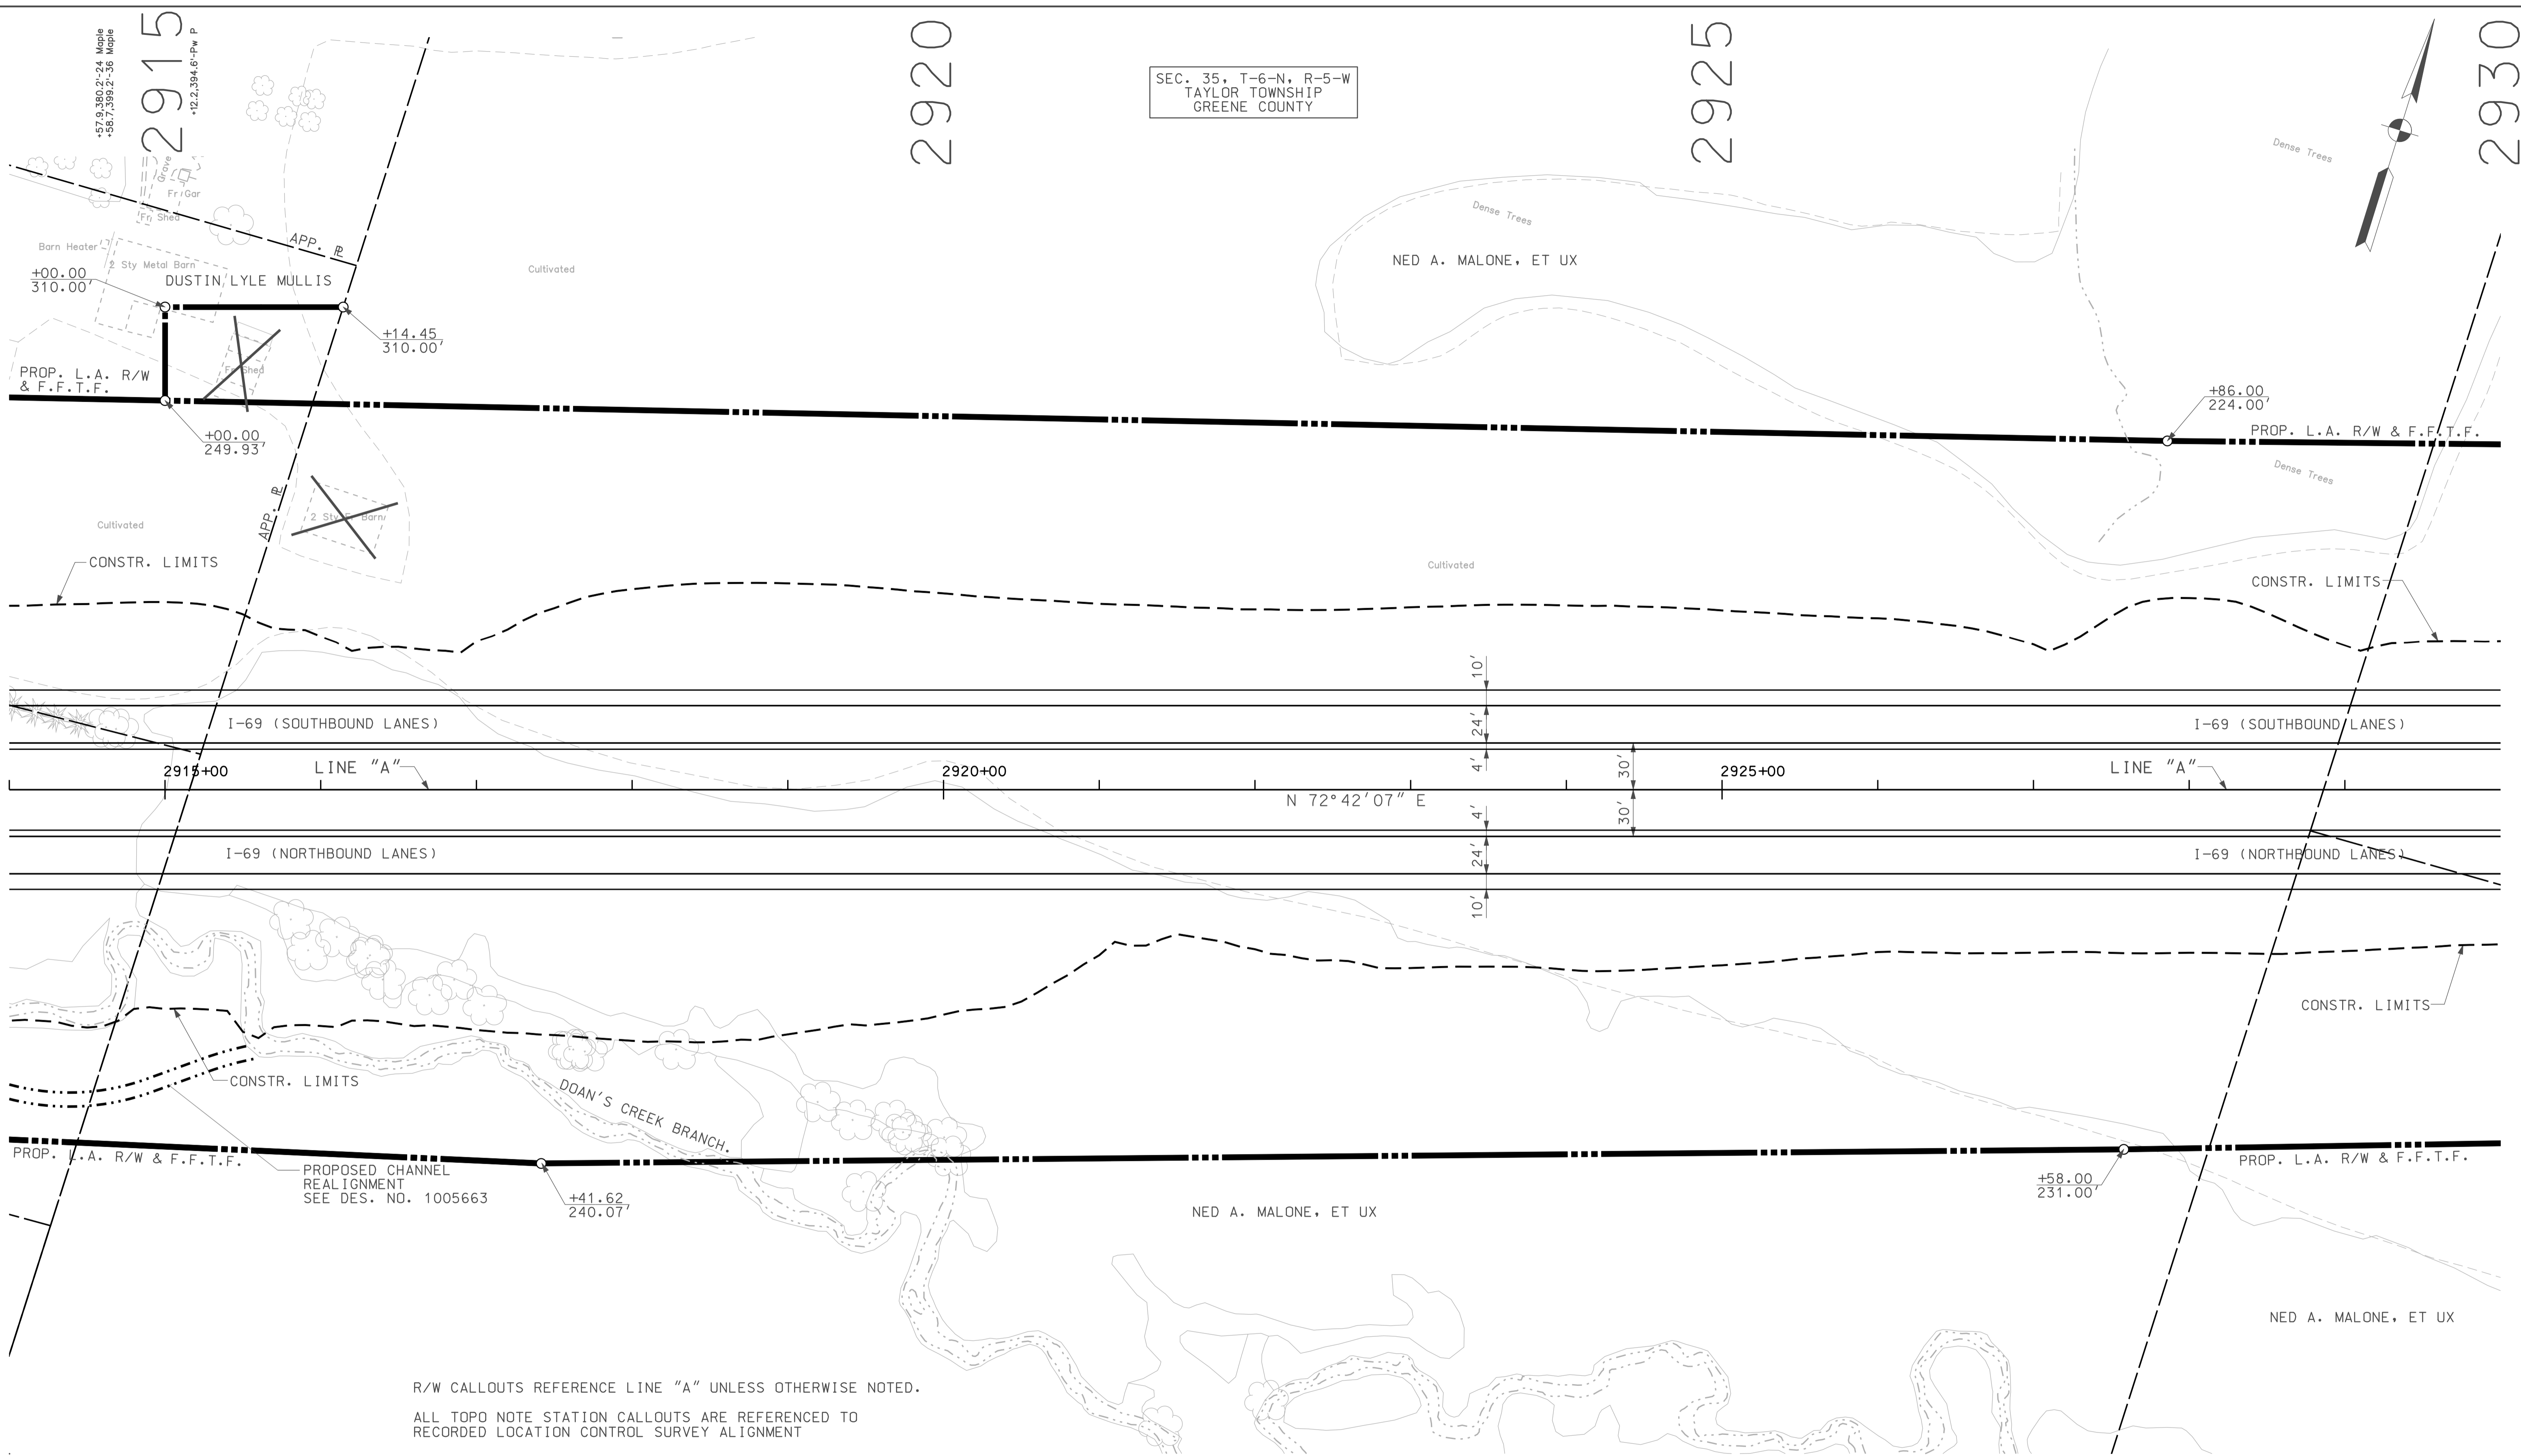 +57.9,380.2'-24 Maple
+58.7,399.2'-36 Maple
2915
+12.2,394.6'-Pw P
2920
SEC. 35, T-6-N, R-5-W
TAYLOR TOWNSHIP
GREENE COUNTY
2925
2930
Dense Trees
Grave
Fr Gar
Fr Shed
Dense Trees
APP. PL
Barn Heater
2 Sty Metal Barn
Cultivated
NED A. MALONE, ET UX
+00.00
310.00'
DUSTIN LYLE MULLIS
+14.45
310.00'
PROP. L.A. R/W
& F.F.T.F.
Fr Shed
+86.00
224.00'
+00.00
249.93'
PROP. L.A. R/W & F.F.T.F.
Dense Trees
APP. PL
Cultivated
2 Sty Fr Barn
CONSTR. LIMITS
Cultivated
CONSTR. LIMITS
10'
I-69 (SOUTHBOUND LANES)
24'
I-69 (SOUTHBOUND LANES)
4'
30'
2915+00
LINE "A"
2920+00
2925+00
LINE "A"
N 72°42'07" E
4'
30'
I-69 (NORTHBOUND LANES)
24'
I-69 (NORTHBOUND LANES)
10'
CONSTR. LIMITS
CONSTR. LIMITS
DOAN'S CREEK BRANCH.
PROP. L.A. R/W & F.F.T.F.
PROPOSED CHANNEL
REALIGNMENT
SEE DES. NO. 1005663
+41.62
240.07'
NED A. MALONE, ET UX
+58.00
231.00'
PROP. L.A. R/W & F.F.T.F.
NED A. MALONE, ET UX
R/W CALLOUTS REFERENCE LINE "A" UNLESS OTHERWISE NOTED.
ALL TOPO NOTE STATION CALLOUTS ARE REFERENCED TO
RECORDED LOCATION CONTROL SURVEY ALIGNMENT